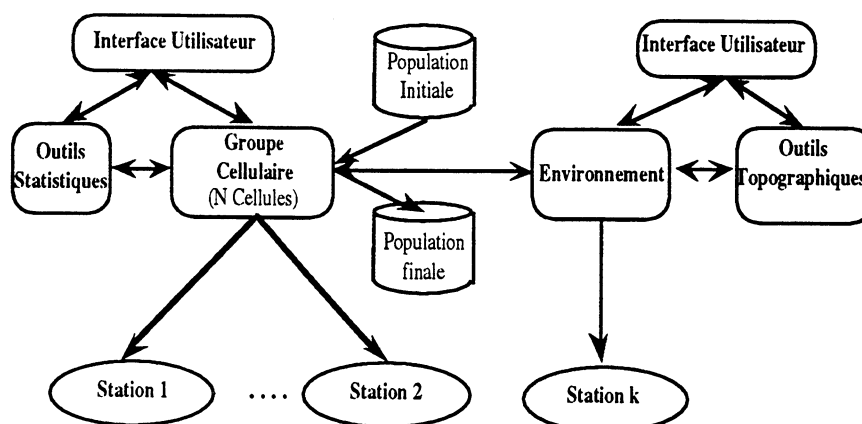 Interface Utilisateur
Population
Initiale
Interface Utilisateur
Outils
Statistiques
Groupe
Cellulaire
(N Cellules)
Environnement
Outils
Topographiques
Population
finale
Station 1
....
Station 2
Station k